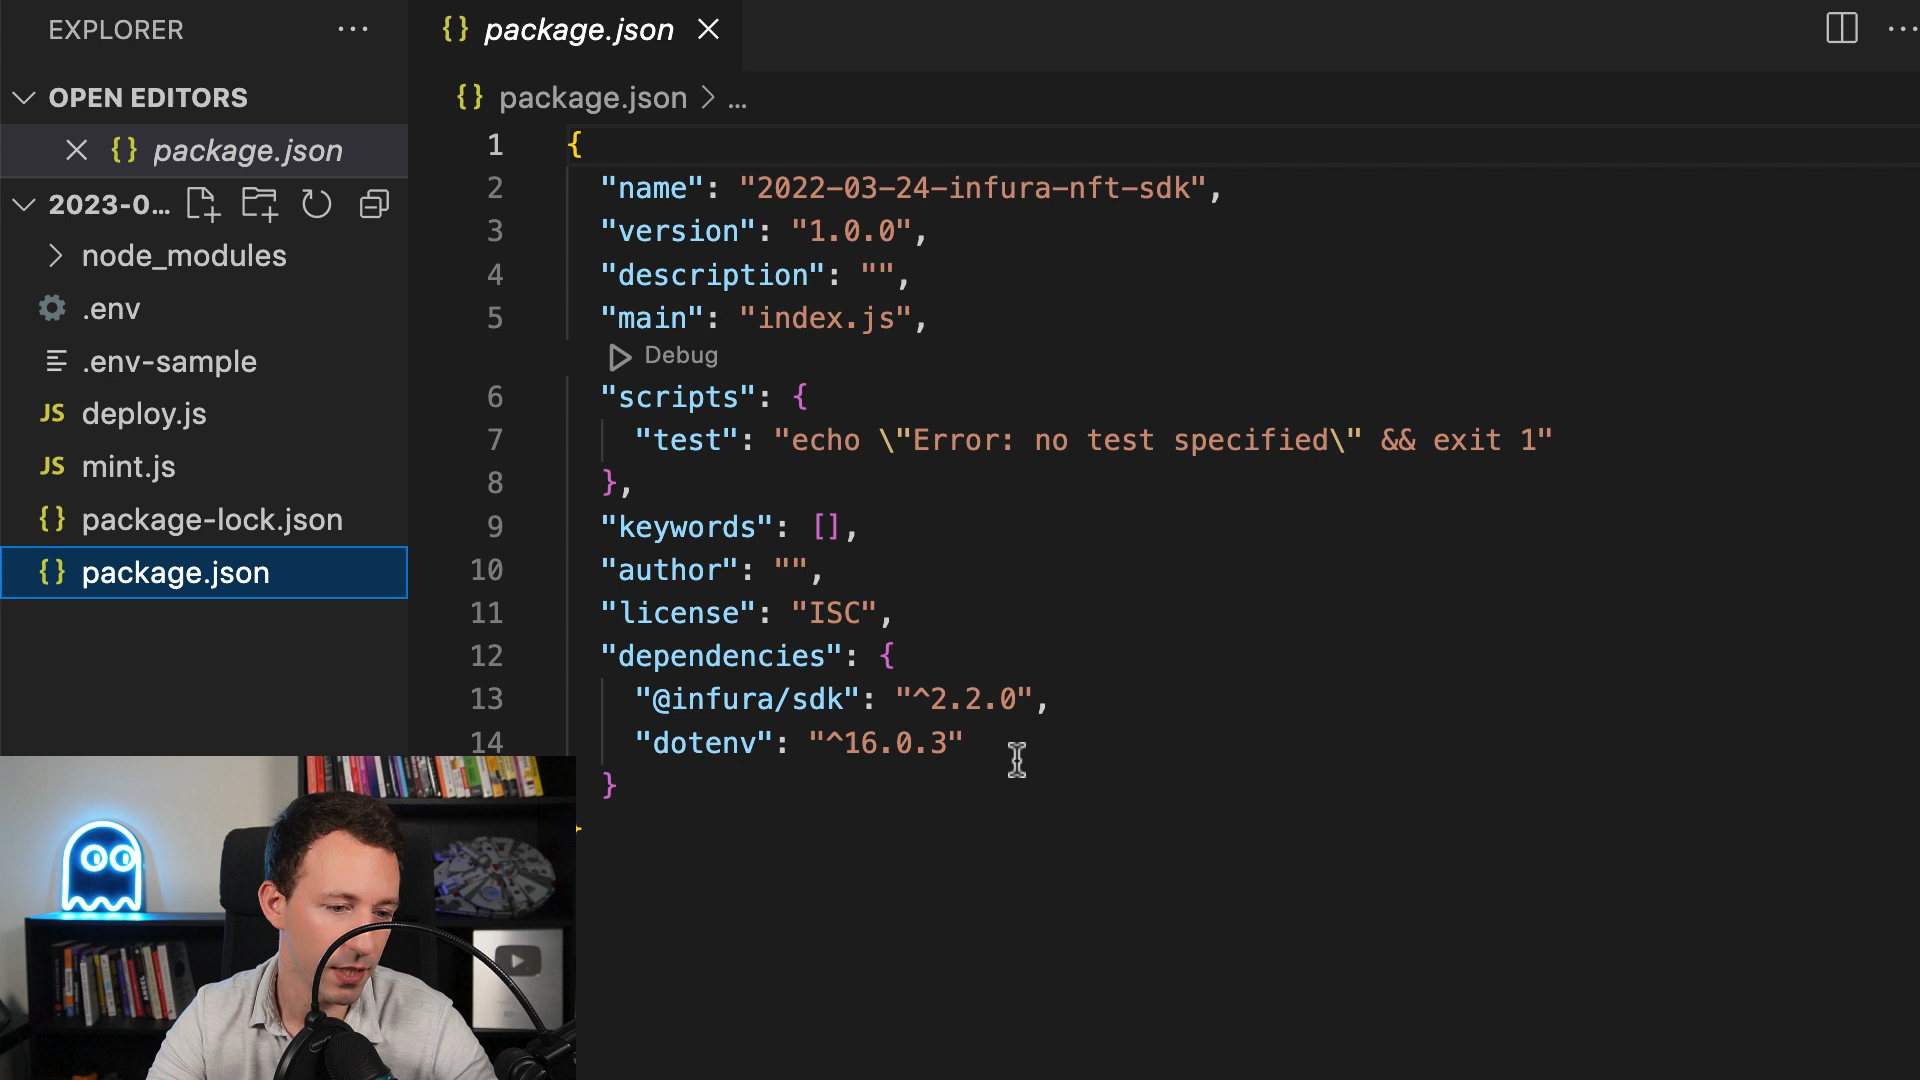 EXPLORER
OPEN EDITORS
package.json
2023-0...
node_modules
.env
.env-sample
JS deploy.js
JS mint.js
{} package-lock.json
{} package.json
{} package.json
{} package.json > ...
1 {
2 "name": "2022-03-24-infura-nft-sdk",
3 "version": "1.0.0",
4 "description": "",
5 "main": "index.js",
Debug
6 "scripts": {
7 "test": "echo \"Error: no test specified\" && exit 1"
8 },
9 "keywords": [],
10 "author": "",
11 "license": "ISC",
12 "dependencies": {
13 "@infura/sdk": "^2.2.0",
14 "dotenv": "^16.0.3"
}